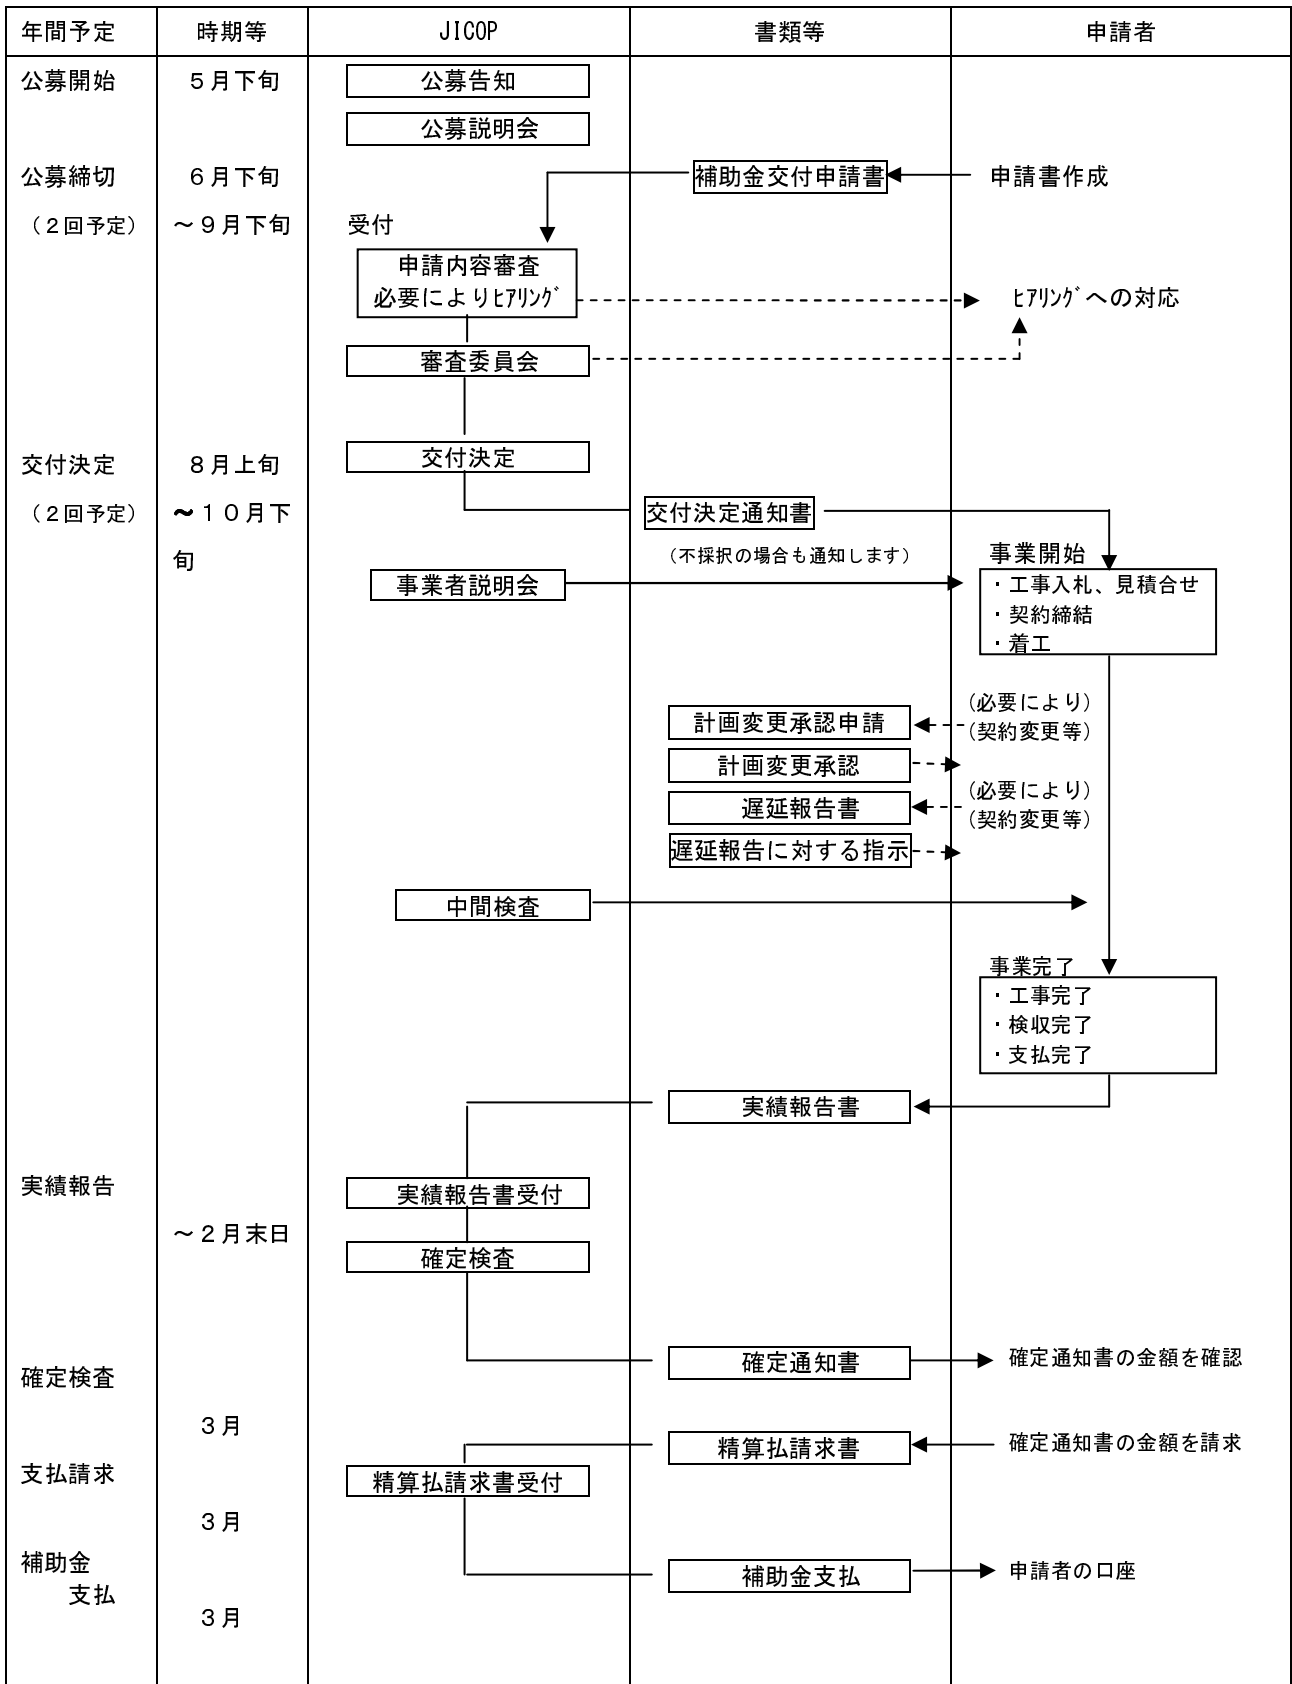 年間予定 時期等 JICOP 書類等 申請者
公募開始 ５月下旬 公募告知
公募説明会
公募締切 ６月下旬 補助金交付申請書 申請書作成
（２回予定） ～９月下旬 受付
申請内容審査
必要によりﾋｱﾘﾝｸﾞ ﾋｱﾘﾝｸﾞへの対応
審査委員会
交付決定 ８月上旬 交付決定
（２回予定） ～１０月下 交付決定通知書
旬 （不採択の場合も通知します） 事業開始
事業者説明会 ・工事入札、見積合せ
・契約締結
・着工
計画変更承認申請 （必要により）
（契約変更等）
計画変更承認
遅延報告書 （必要により）
（契約変更等）
遅延報告に対する指示
中間検査
事業完了
・工事完了
・検収完了
・支払完了
実績報告書
実績報告 実績報告書受付
～２月末日
確定検査
確定通知書 確定通知書の金額を確認
確定検査
３月
精算払請求書 確定通知書の金額を請求
支払請求 精算払請求書受付
３月
補助金 補助金支払 申請者の口座
支払
３月